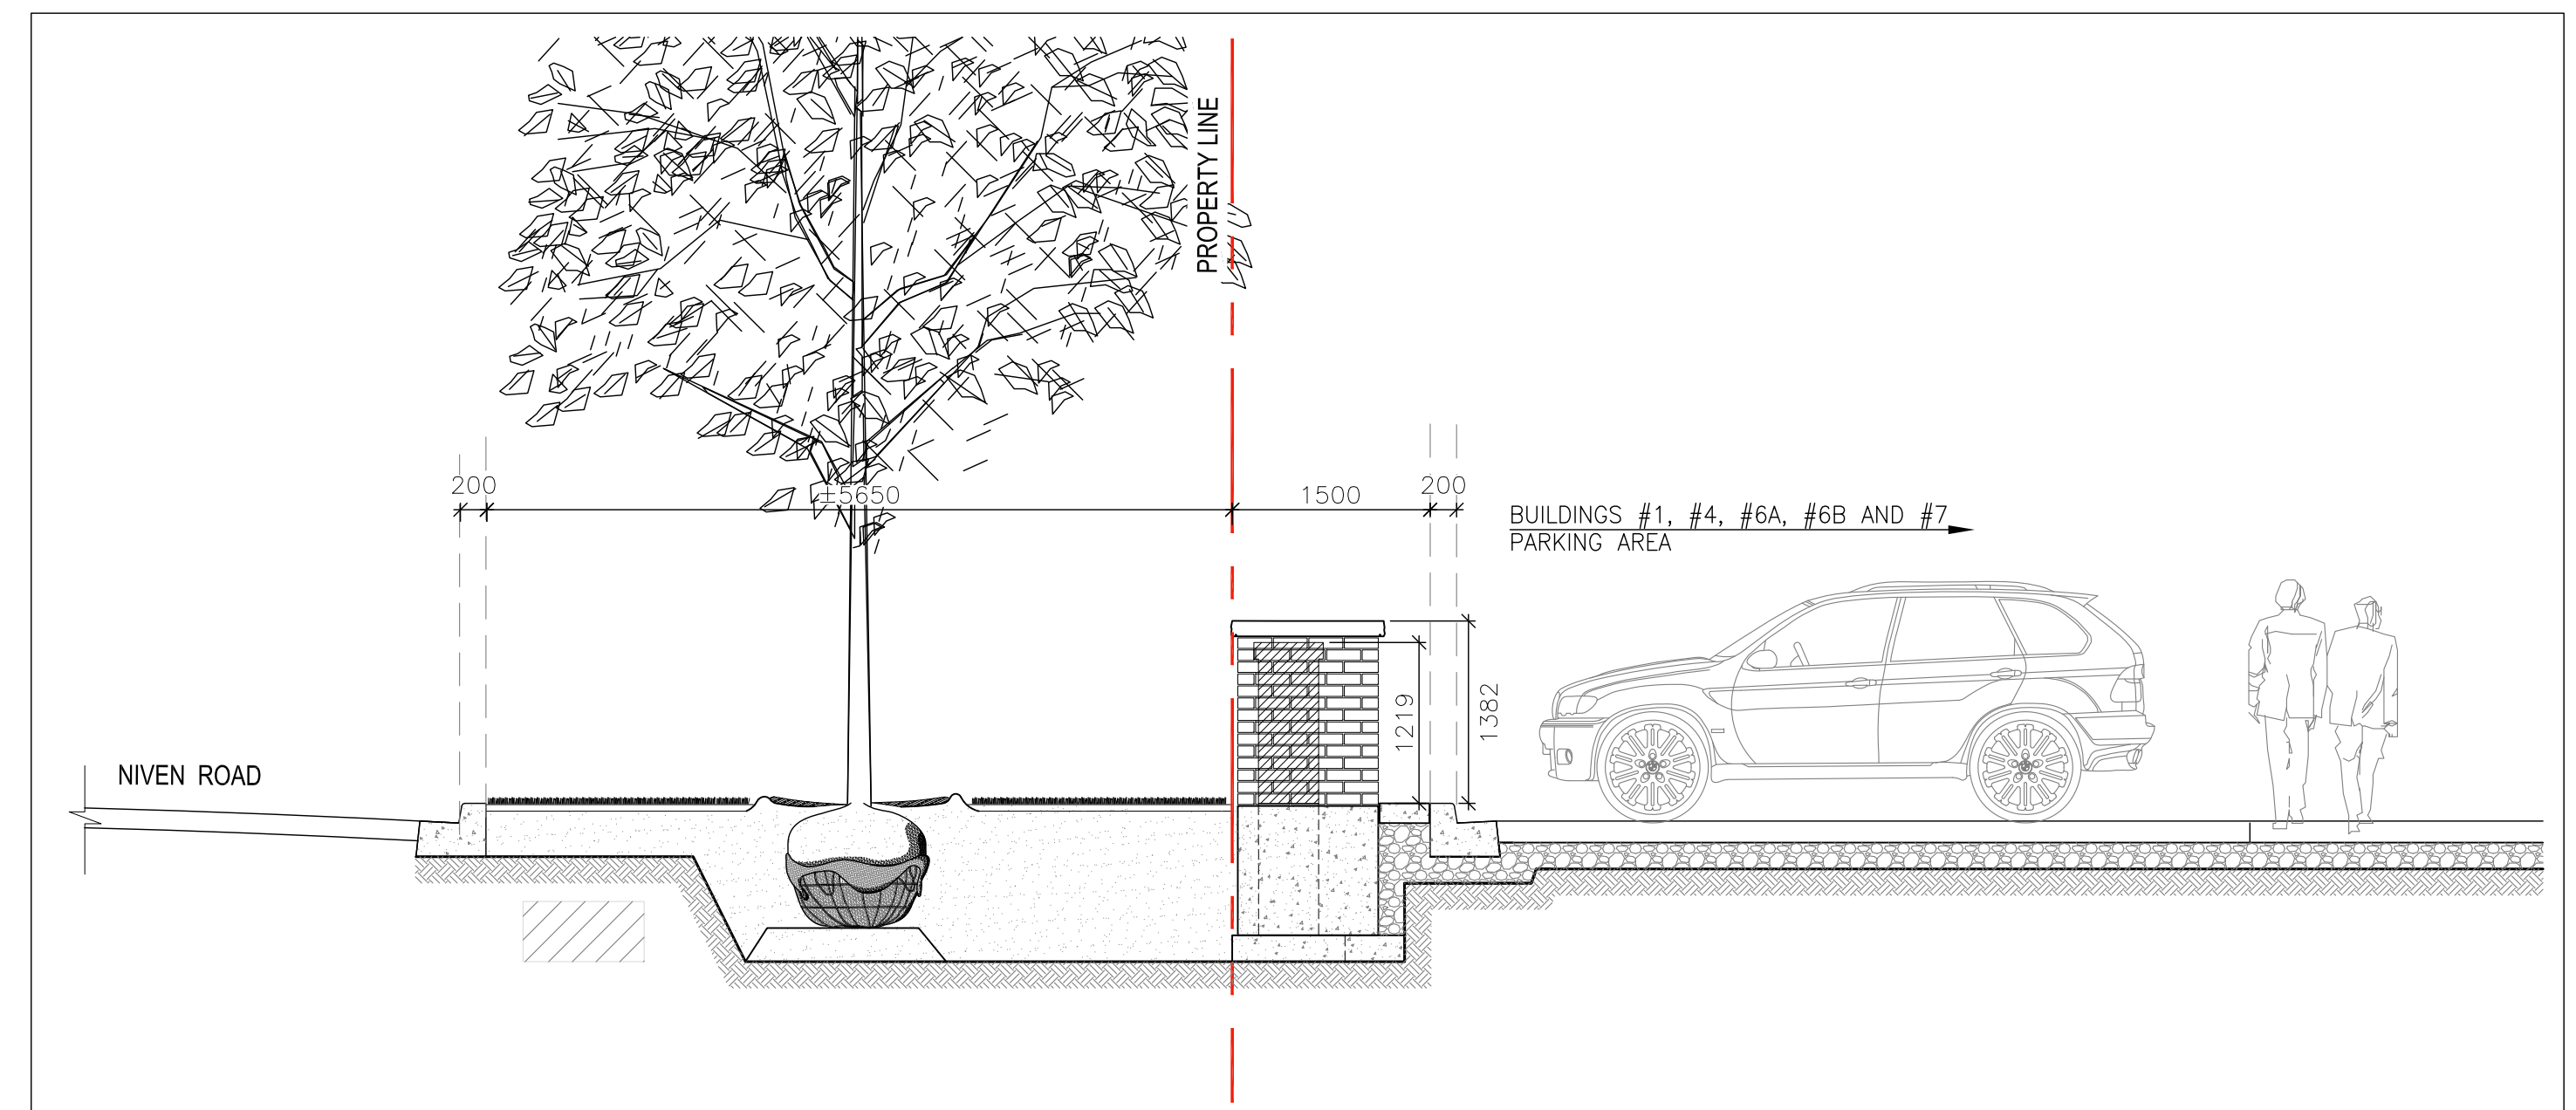 PROPERTY LINE
200
±5650
1500
200
BUILDINGS #1, #4, #6A, #6B AND #7
PARKING AREA
1219
1382
NIVEN ROAD